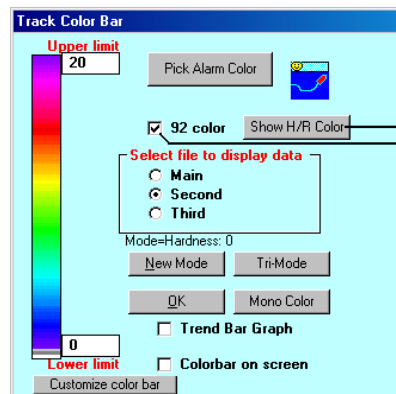 Track Color Bar
Upper limit
20
Pick Alarm Color
92 color
Show H/R Color
Select file to display data
Main
Second
Third
Mode=Hardness: 0
New Mode
Tri-Mode
OK
Mono Color
Trend Bar Graph
0
Lower limit
Colorbar on screen
Customize color bar